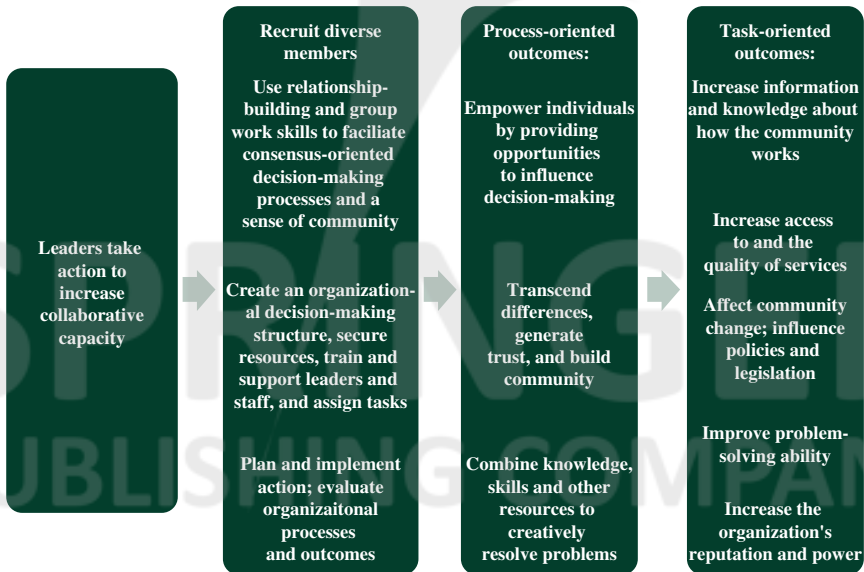 Leaders take
action to
increase
collaborative
capacity
Recruit diverse
members
Use relationship-
building and group
work skills to faciliate
consensus-oriented
decision-making
processes and a
sense of community
Create an organization-
al decision-making
structure, secure
resources, train and
support leaders and
staff, and assign tasks
Plan and implement
action; evaluate
organizaitonal
processes
and outcomes
Process-oriented
outcomes:
Empower individuals
by providing
opportunities
to influence
decision-making
Transcend
differences,
generate
trust, and build
community
Combine knowledge,
skills and other
resources to
creatively
resolve problems
Task-oriented
outcomes:
Increase information
and knowledge about
how the community
works
Increase access
to and the
quality of services
Affect community
change; influence
policies and
legislation
Improve problem-
solving ability
Increase the
organization's
reputation and power
SPRINGER
PUBLISHING COMPAN